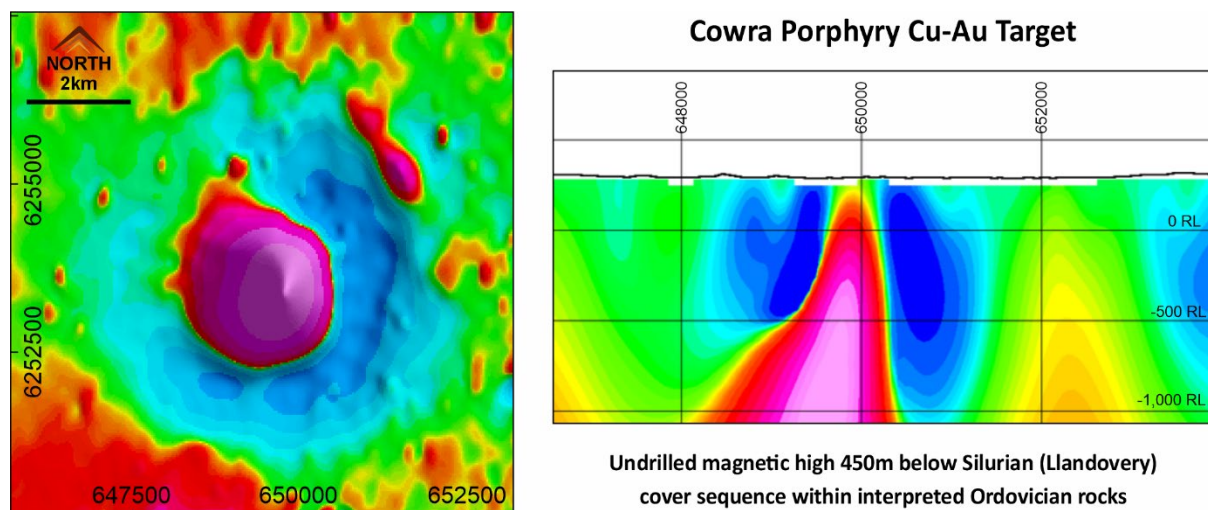 NORTH
2km
6255000
6252500
647500 650000 652500
Cowra Porphyry Cu-Au Target
648000
650000
652000
0 RL
-500 RL
-1,000 RL
Undrilled magnetic high 450m below Silurian (Llandovery)
cover sequence within interpreted Ordovician rocks